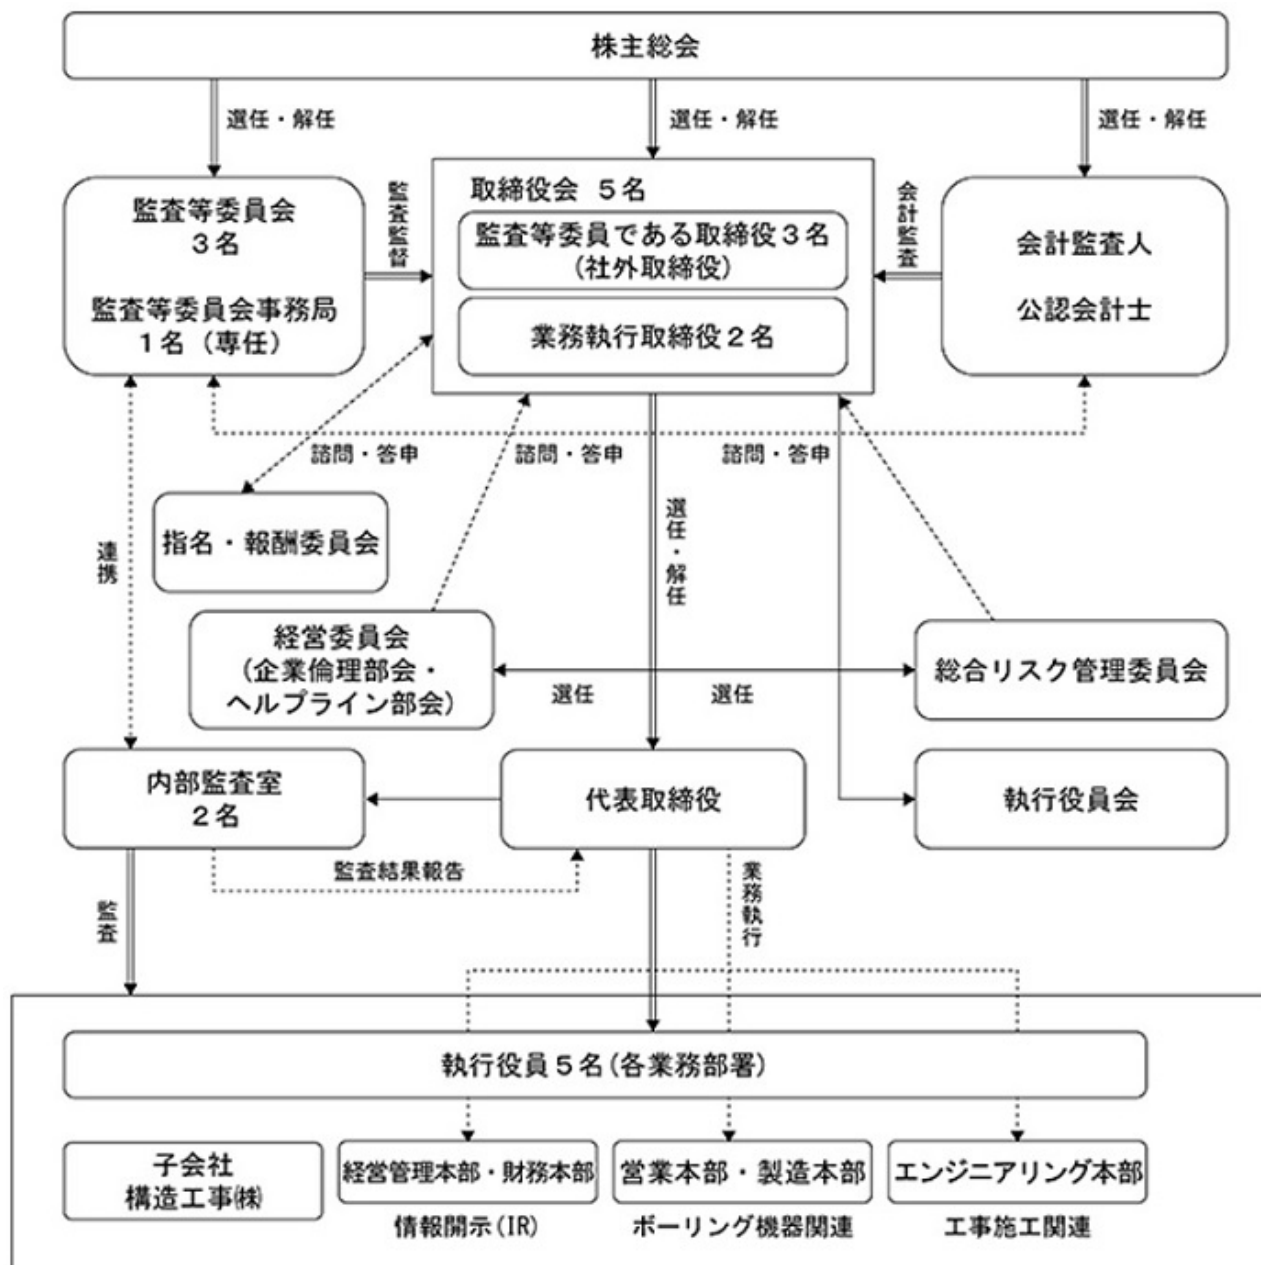 株主総会
選任・解任
選任・解任
選任・解任
監査等委員会
3名
監査等委員会事務局
1名（専任）
監査監督
取締役会 5名
監査等委員である取締役3名
(社外取締役)
業務執行取締役2名
会計監査
会計監査人
公認会計士
諮問・答申
諮問・答申
諮問・答申
連携
指名・報酬委員会
選任・解任
経営委員会
(企業倫理部会・
ヘルプライン部会)
選任
選任
総合リスク管理委員会
内部監査室
2名
代表取締役
執行役員会
監査結果報告
監査
業務執行
執行役員5名(各業務部署)
子会社
構造工事㈱
経営管理本部・財務本部
情報開示(IR)
営業本部・製造本部
ボーリング機器関連
エンジニアリング本部
工事施工関連